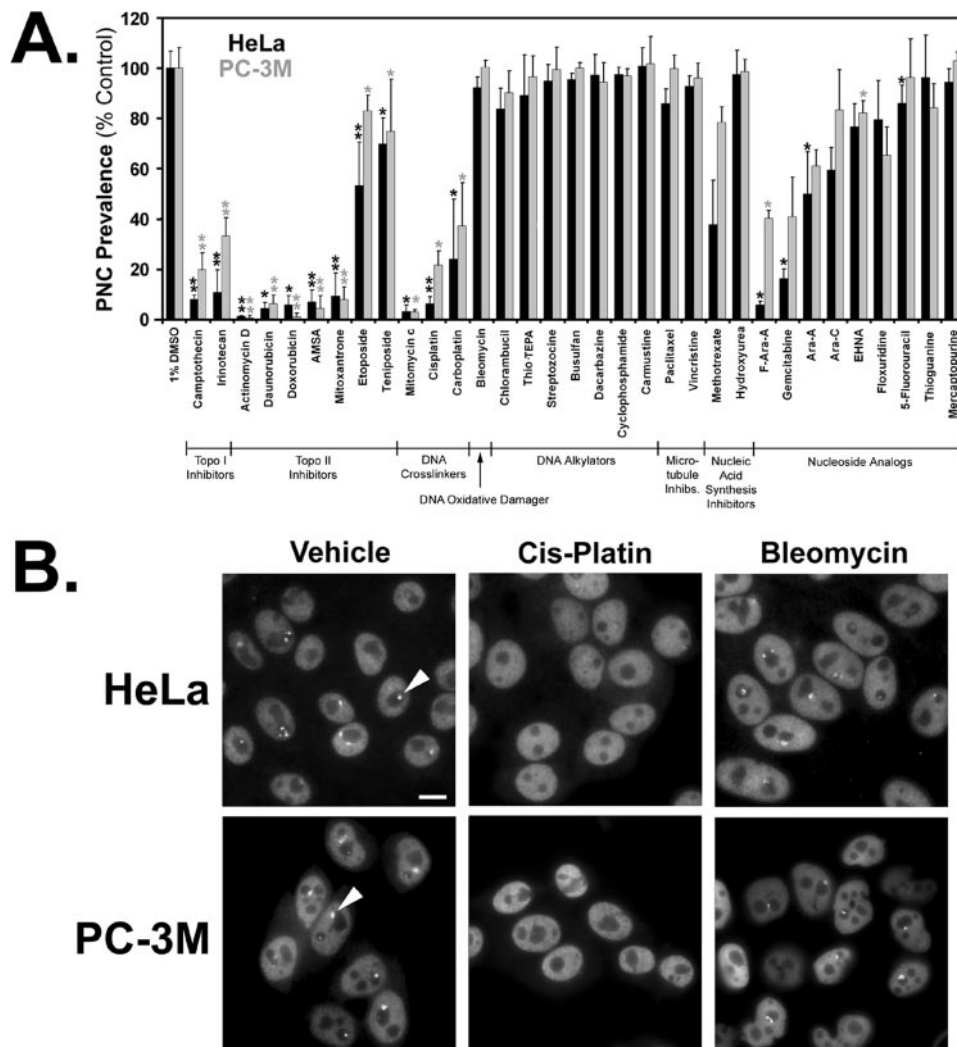 A.
HeLa
PC-3M
PNC Prevalence (% Control)
120
100
80
60
40
20
0
1% DMSO
Camptothecin
Irinotecan
Actinomycin D
Daunorubicin
Doxorubicin
AMSA
Mitoxantrone
Etoposide
Teniposide
Mitomycin c
Cisplatin
Carboplatin
Bleomycin
Chlorambucil
Thio-TEPA
Streptozocine
Busulfan
Dacarbazine
Cyclophosphamide
Carmustine
Paclitaxel
Vincristine
Methotrexate
Hydroxyurea
F-Ara-A
Gemcitabine
Ara-A
Ara-C
EHNA
Floxuridine
5-Fluorouracil
Thioguanine
Mercaptopurine
Topo I
Inhibitors
Topo II
Inhibitors
DNA
Crosslinkers
DNA Oxidative Damager
DNA Alkylators
Micro-
tubule
Inhibs.
Nucleic
Acid
Synthesis
Inhibitors
Nucleoside Analogs
B.
Vehicle
Cis-Platin
Bleomycin
HeLa
PC-3M